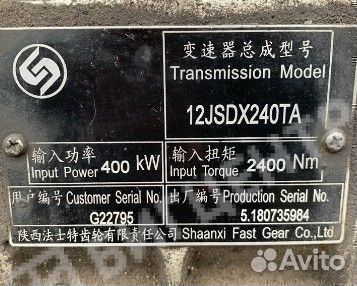 变速器总成型号
Transmission Model
12JSDX240TA
输入功率
Input Power 400 kW
输入扭矩
Input Torque 2400 Nm
用户编号 Customer Serial No.
G22795
出厂编号 Production Serial No.
5.180735984
陕西法士特齿轮有限责任公司 Shaanxi Fast Gear Co.,Ltd.
Avito